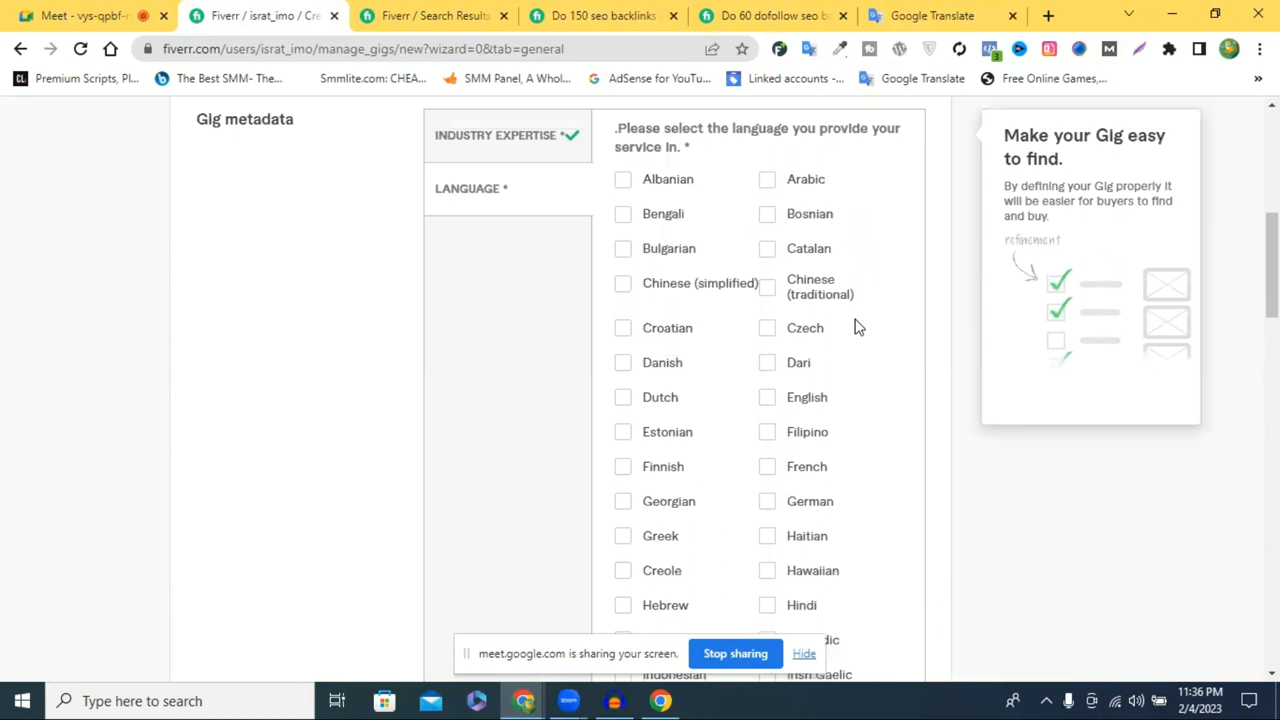 Meet - vys-qpbf-r
Fiverr / israt_imo / Cre
Fiverr / Search Results
Do 150 seo backlinks
Do 60 dofollow seo b
Google Translate
fiverr.com/users/israt_imo/manage_gigs/new?wizard=0&tab=general
3
Premium Scripts, Pl...
The Best SMM- The...
Smmlite.com: CHEA...
SMM Panel, A Whol...
AdSense for YouTu...
Linked accounts -...
Google Translate
Free Online Games,...
»
Gig metadata
INDUSTRY EXPERTISE *
LANGUAGE *
.Please select the language you provide your
service in. *
Albanian
Arabic
Bengali
Bosnian
Bulgarian
Catalan
Chinese (simplified)
Chinese
(traditional)
Croatian
Czech
Danish
Dari
Dutch
English
Estonian
Filipino
Finnish
French
Georgian
German
Greek
Haitian
Creole
Hawaiian
Hebrew
Hindi
Indonesian
Irish Gaelic
Make your Gig easy
to find.
By defining your Gig properly it
will be easier for buyers to find
and buy.
refinement
meet.google.com is sharing your screen.
Stop sharing
Hide
Type here to search
11:36 PM
2/4/2023